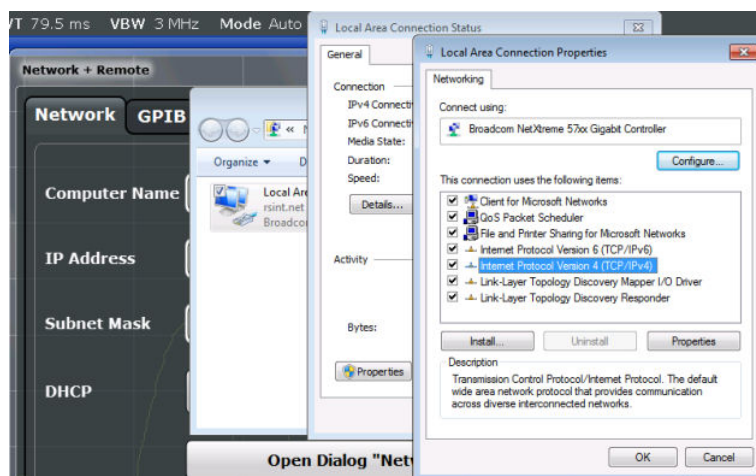 VT 79.5 ms VBW 3 MHz Mode Auto
Network + Remote
Network GPIB
Computer Name
IP Address
Subnet Mask
DHCP
Open Dialog "Net
Organize
Local Are
rsint.net
Broadcom
Local Area Connection Status
General
Connection
IPv4 Connecti
IPv6 Connecti
Media State:
Duration:
Speed:
Details...
Activity
Bytes:
Properties
Local Area Connection Properties
Networking
Connect using:
Broadcom NetXtreme 57xx Gigabit Controller
Configure...
This connection uses the following items:
Client for Microsoft Networks
QoS Packet Scheduler
File and Printer Sharing for Microsoft Networks
Internet Protocol Version 6 (TCP/IPv6)
Internet Protocol Version 4 (TCP/IPv4)
Link-Layer Topology Discovery Mapper I/O Driver
Link-Layer Topology Discovery Responder
Install... Uninstall Properties
Description
Transmission Control Protocol/Internet Protocol. The default
wide area network protocol that provides communication
across diverse interconnected networks.
OK Cancel